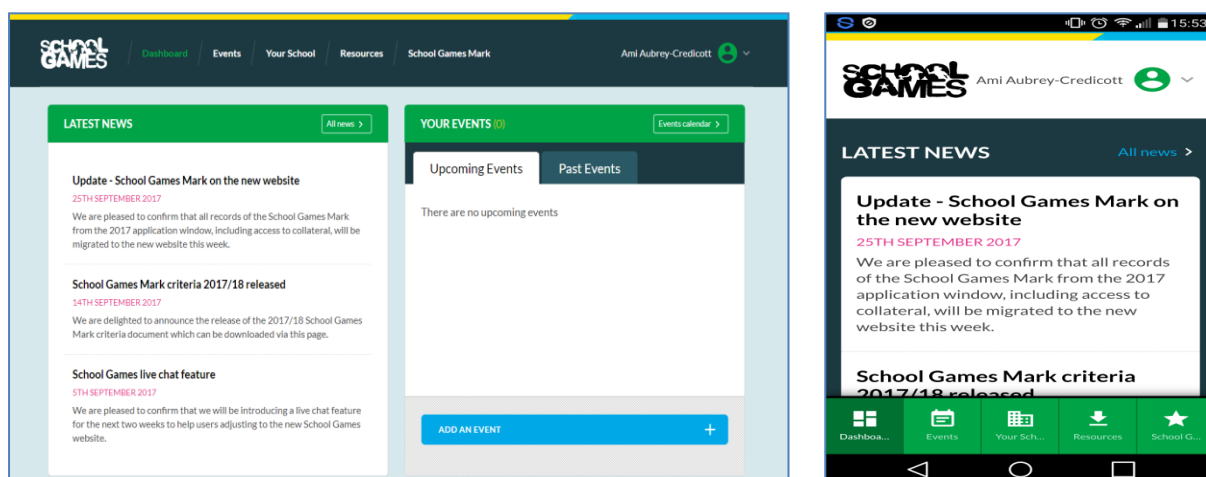 SCHOOL
GAMES
Dashboard
Events
Your School
Resources
School Games Mark
Ami Aubrey-Credicott
LATEST NEWS
All news >
Update - School Games Mark on the new website
25TH SEPTEMBER 2017
We are pleased to confirm that all records of the School Games Mark
from the 2017 application window, including access to collateral, will be
migrated to the new website this week.
School Games Mark criteria 2017/18 released
14TH SEPTEMBER 2017
We are delighted to announce the release of the 2017/18 School Games
Mark criteria document which can be downloaded via this page.
School Games live chat feature
5TH SEPTEMBER 2017
We are pleased to confirm that we will be introducing a live chat feature
for the next two weeks to help users adjusting to the new School Games
website.
YOUR EVENTS (0)
Events calendar >
Upcoming Events
Past Events
There are no upcoming events
ADD AN EVENT +
15:53
SCHOOL
GAMES
Ami Aubrey-Credicott
LATEST NEWS
All news >
Update - School Games Mark on
the new website
25TH SEPTEMBER 2017
We are pleased to confirm that all records
of the School Games Mark from the 2017
application window, including access to
collateral, will be migrated to the new
website this week.
School Games Mark criteria
2017/18 released
Dashboa...
Events
Your Sch...
Resources
School G...